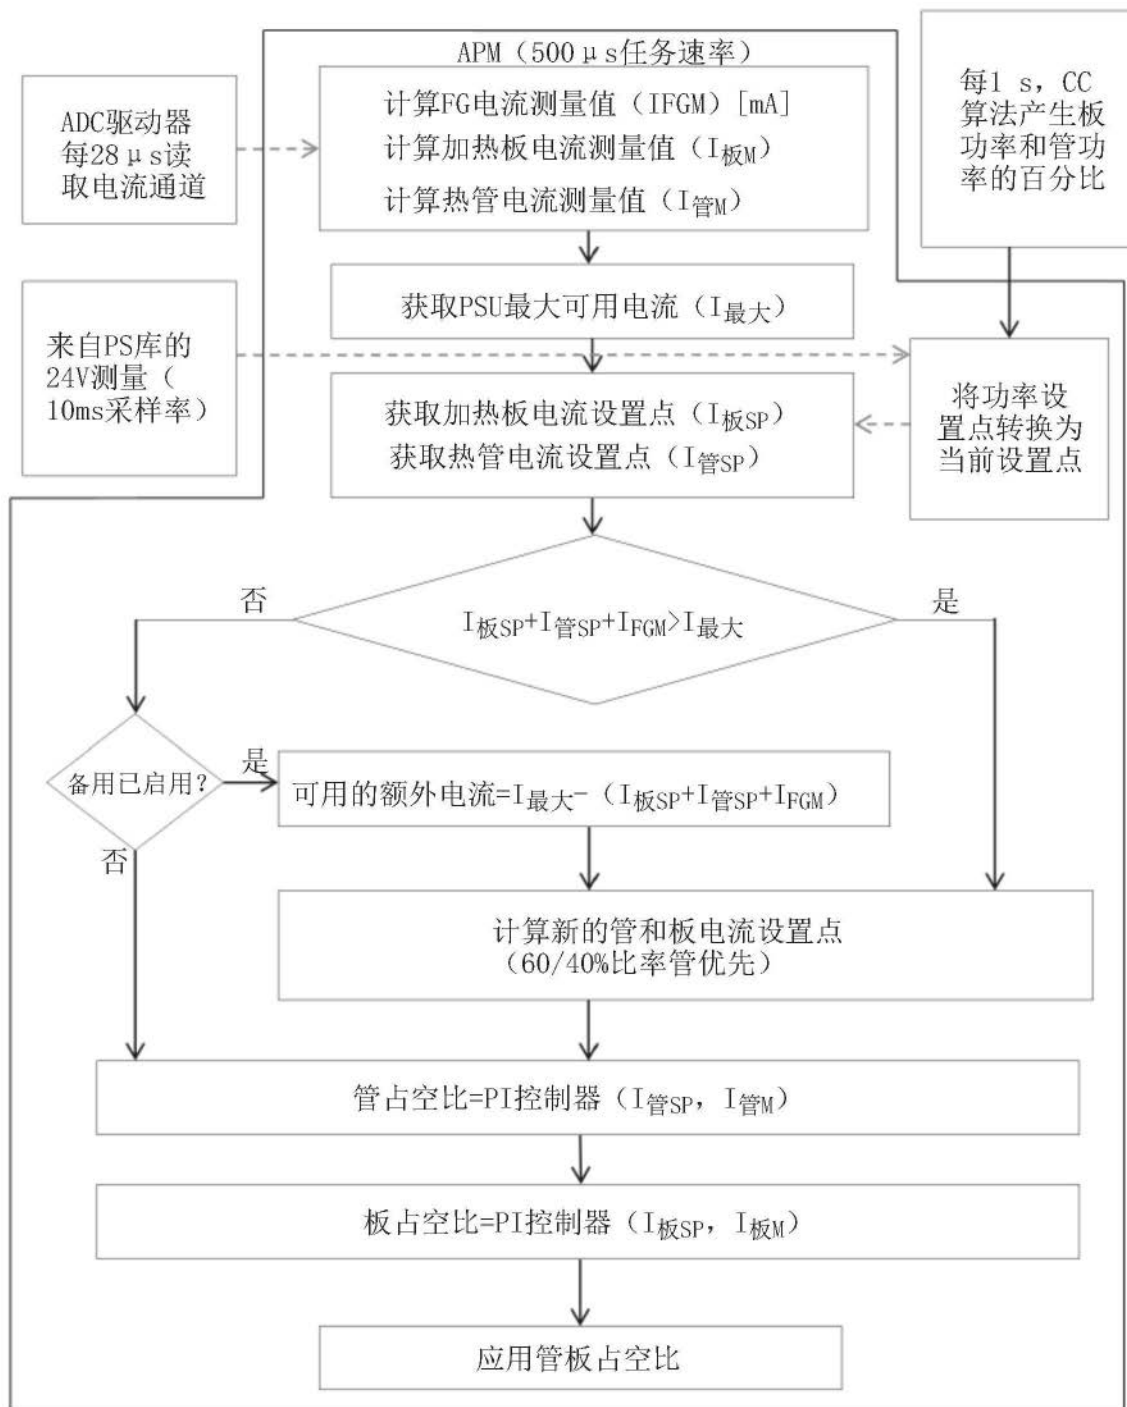 APM（500μs任务速率）
ADC驱动器
每28μs读
取电流通道
计算FG电流测量值（IFGM）[mA]
计算加热板电流测量值（I板M）
计算热管电流测量值（I管M）
每1 s，CC
算法产生板
功率和管功
率的百分比
获取PSU最大可用电流（I最大）
来自PS库的
24V测量（
10ms采样率）
获取加热板电流设置点（I板SP）
获取热管电流设置点（I管SP）
将功率设
置点转换为
当前设置点
否
是
I板SP+I管SP+IFGM>I最大
备用已启用?
是
可用的额外电流=I最大-（I板SP+I管SP+IFGM）
否
计算新的管和板电流设置点
（60/40%比率管优先）
管占空比=PI控制器（I管SP，I管M）
板占空比=PI控制器（I板SP，I板M）
应用管板占空比